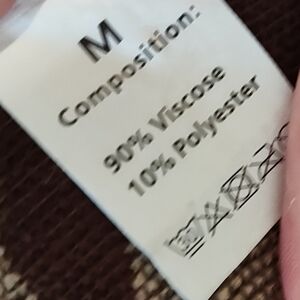 M
Composition:
90% Viscose
10% Polyester